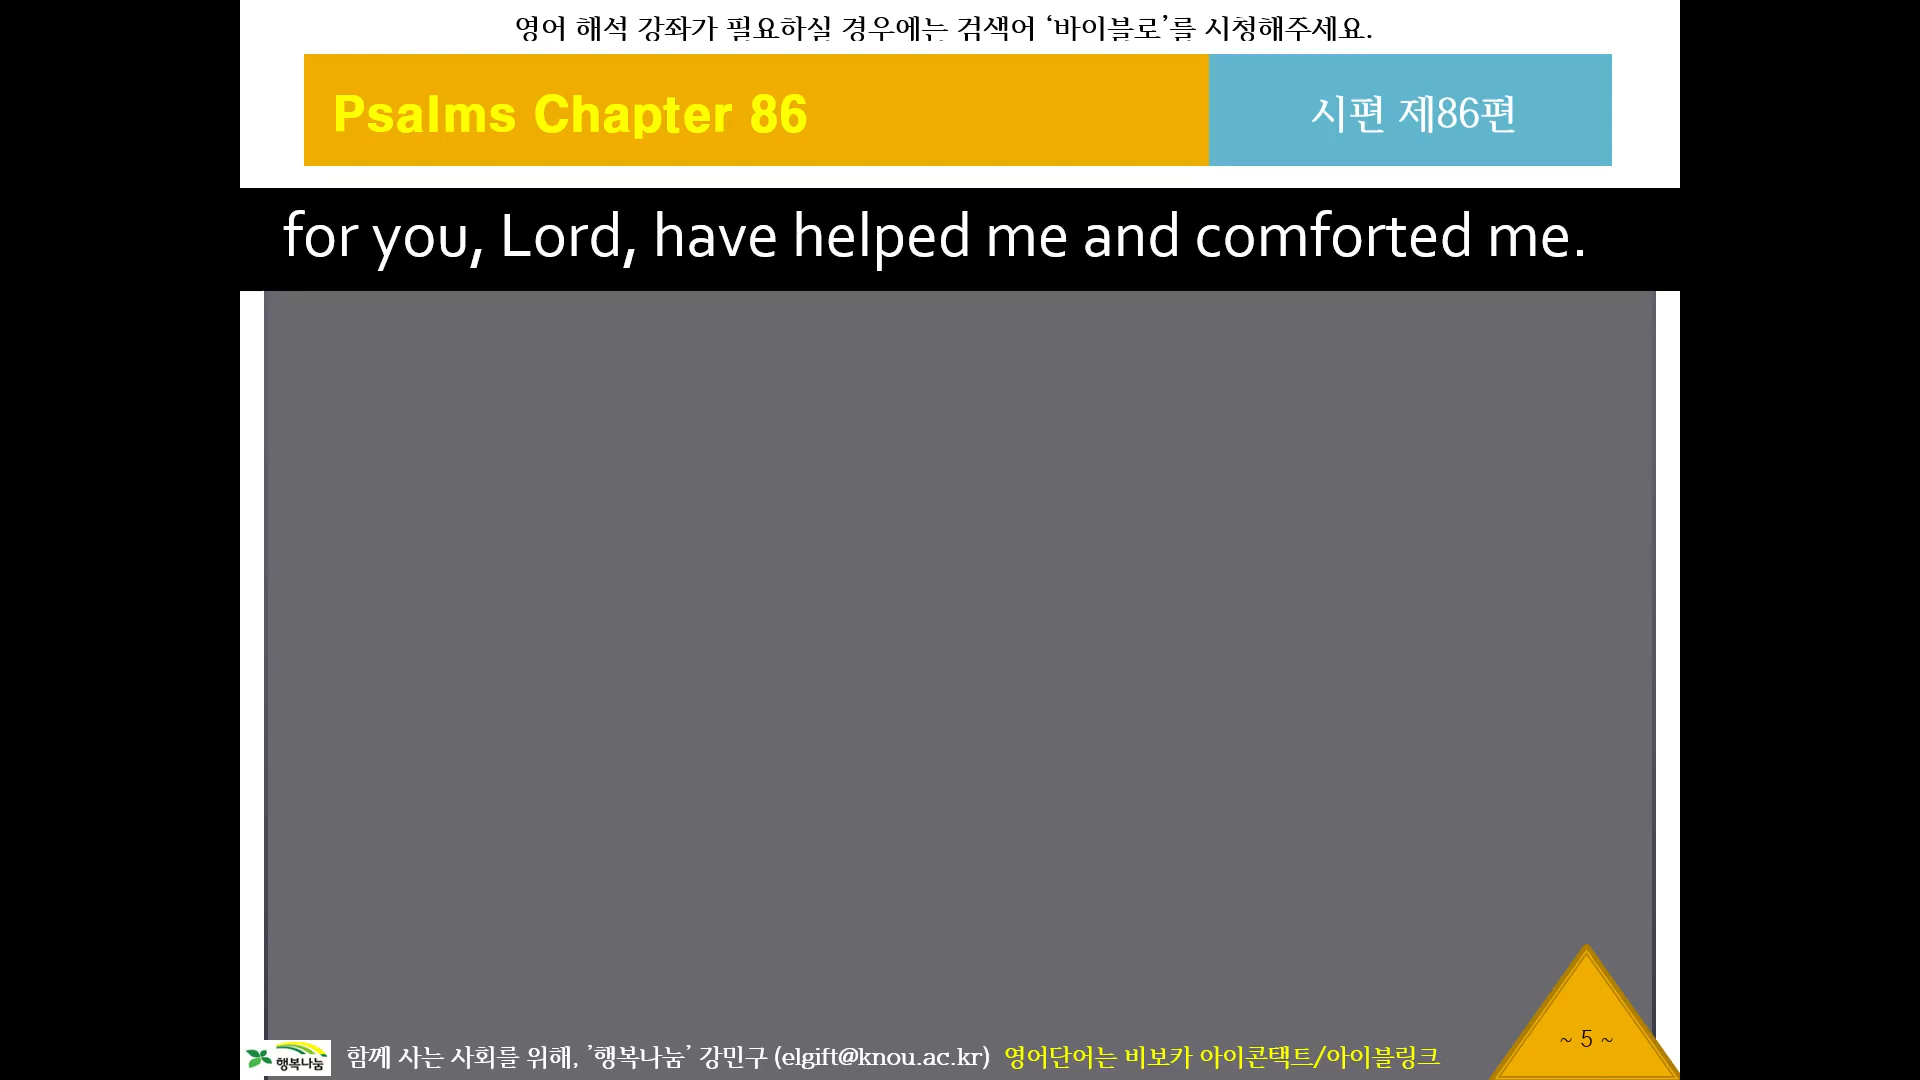 영어 해석 강좌가 필요하실 경우에는 검색어 ‘바이블로’를 시청해주세요.
Psalms Chapter 86
시편 제86편
for you, Lord, have helped me and comforted me.
~ 5 ~
행복나눔
함께 사는 사회를 위해, ’행복나눔’ 강민구 (elgift@knou.ac.kr) 영어단어는 비보카 아이콘택트/아이블링크